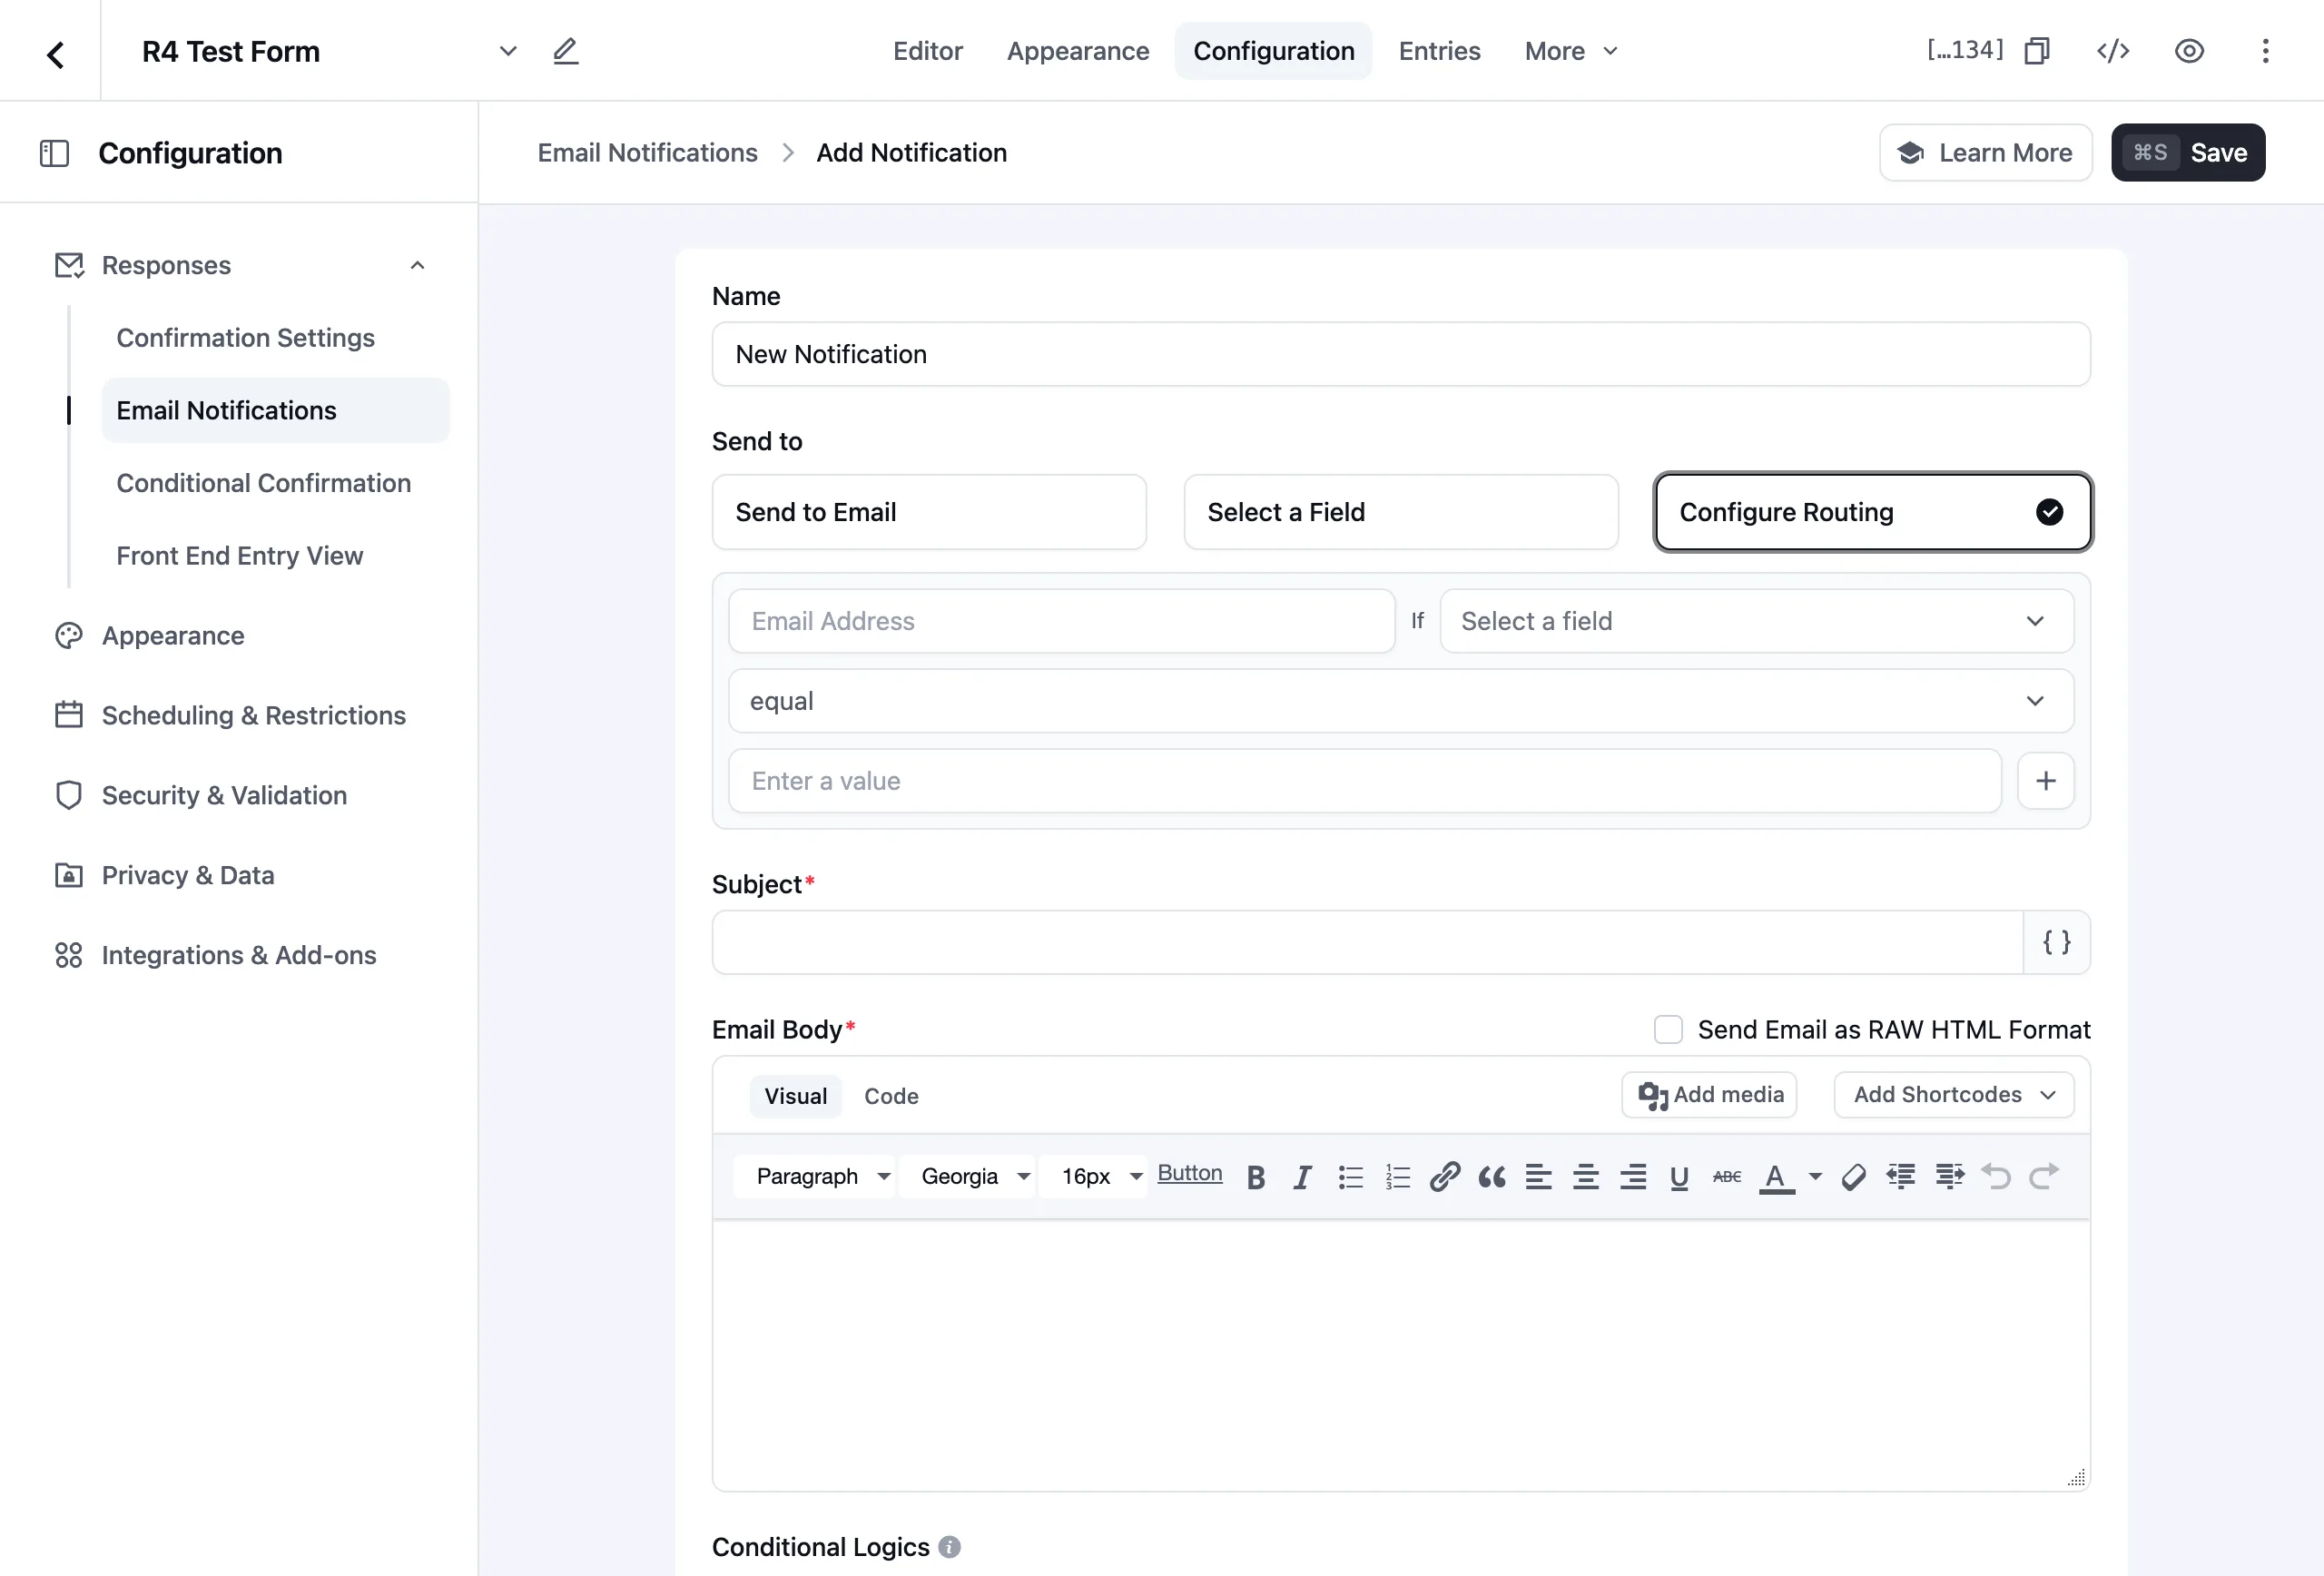 R4 Test Form
Editor Appearance Configuration Entries More
[...134]
Configuration
Email Notifications > Add Notification
Learn More
⌘S Save
Responses
Confirmation Settings
Email Notifications
Conditional Confirmation
Front End Entry View
Appearance
Scheduling & Restrictions
Security & Validation
Privacy & Data
Integrations & Add-ons
Name
New Notification
Send to
Send to Email
Select a Field
Configure Routing
Email Address If Select a field
equal
Enter a value
Subject*
{ }
Email Body*
Send Email as RAW HTML Format
Visual Code
Add media
Add Shortcodes
Paragraph Georgia 16px Button B I ABC A
Conditional Logics